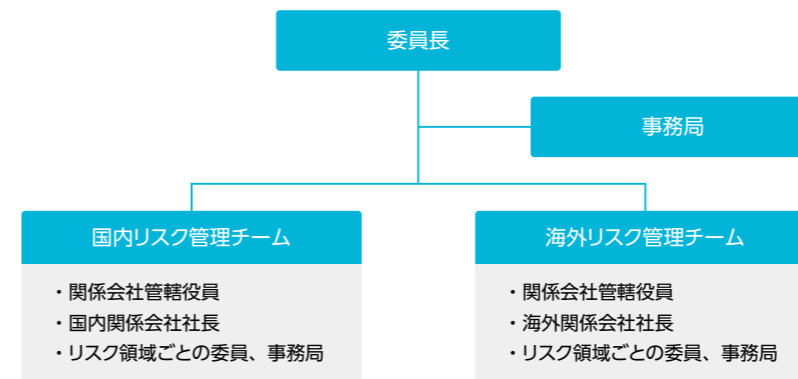 委員長
事務局
国内リスク管理チーム
・関係会社管轄役員
・国内関係会社社長
・リスク領域ごとの委員、事務局
海外リスク管理チーム
・関係会社管轄役員
・海外関係会社社長
・リスク領域ごとの委員、事務局